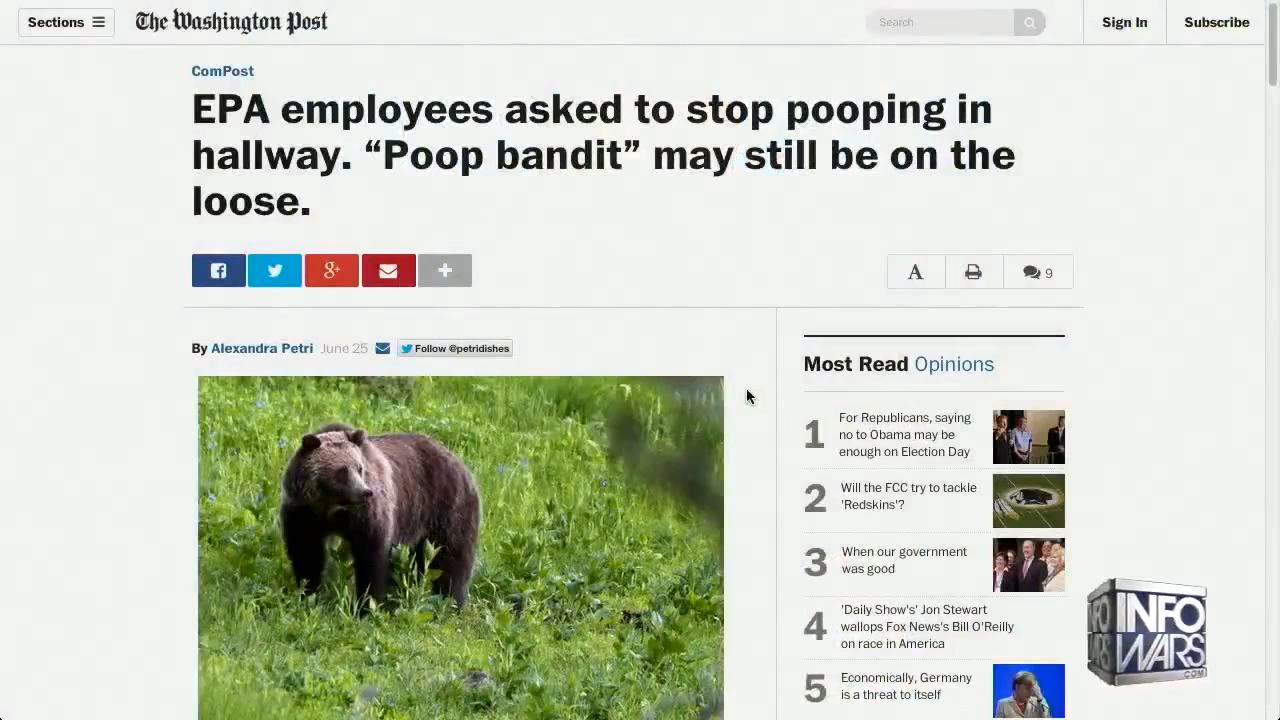 Sections
The Washington Post
Search
Sign In
Subscribe
ComPost
EPA employees asked to stop pooping in
hallway. “Poop bandit” may still be on the
loose.
A
9
By Alexandra Petri June 25
Follow @petridishes
Most Read Opinions
1
For Republicans, saying
no to Obama may be
enough on Election Day
2
Will the FCC try to tackle
'Redskins'?
3
When our government
was good
4
'Daily Show's' Jon Stewart
wallops Fox News's Bill O'Reilly
on race in America
5
Economically, Germany
is a threat to itself
INFO
WARS
.COM